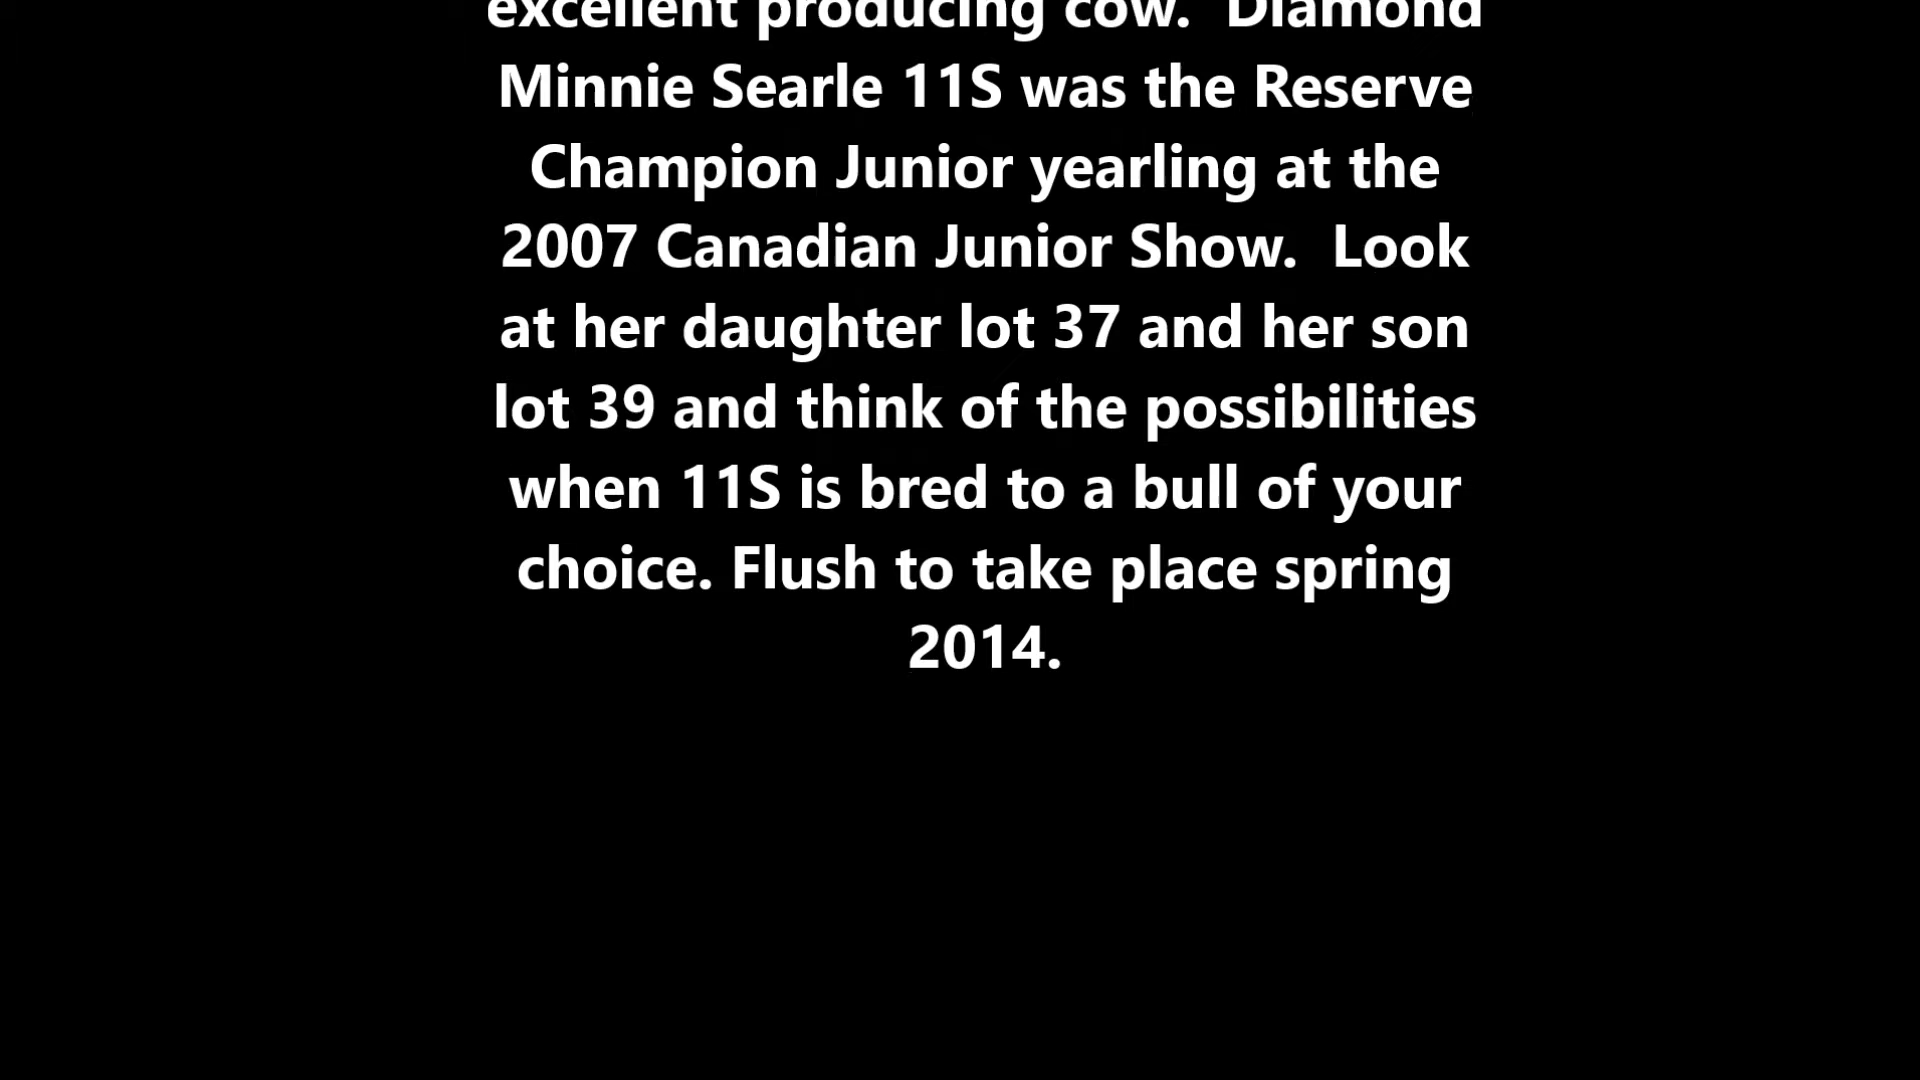 excellent producing cow.  Diamond
Minnie Searle 11S was the Reserve
Champion Junior yearling at the
2007 Canadian Junior Show.  Look
at her daughter lot 37 and her son
lot 39 and think of the possibilities
when 11S is bred to a bull of your
choice. Flush to take place spring
2014.